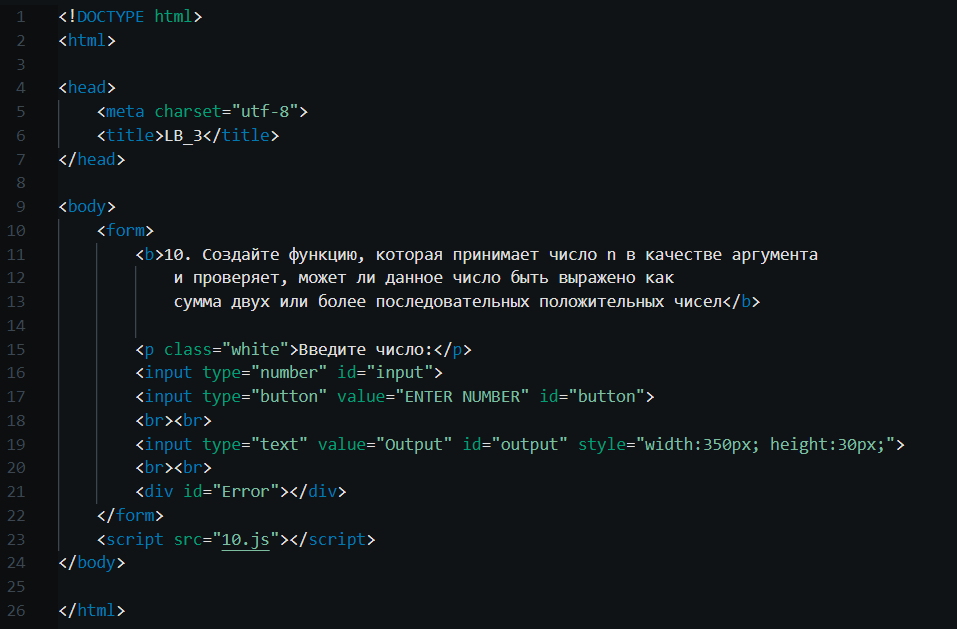 1 <!DOCTYPE html>
2 <html>
3
4 <head>
5     <meta charset="utf-8">
6     <title>LB_3</title>
7 </head>
8
9 <body>
10     <form>
11         <b>10. Создайте функцию, которая принимает число n в качестве аргумента
12             и проверяет, может ли данное число быть выражено как
13             сумма двух или более последовательных положительных чисел</b>
14
15         <p class="white">Введите число:</p>
16         <input type="number" id="input">
17         <input type="button" value="ENTER NUMBER" id="button">
18         <br><br>
19         <input type="text" value="Output" id="output" style="width:350px; height:30px;">
20         <br><br>
21         <div id="Error"></div>
22     </form>
23     <script src="10.js"></script>
24 </body>
25
26 </html>